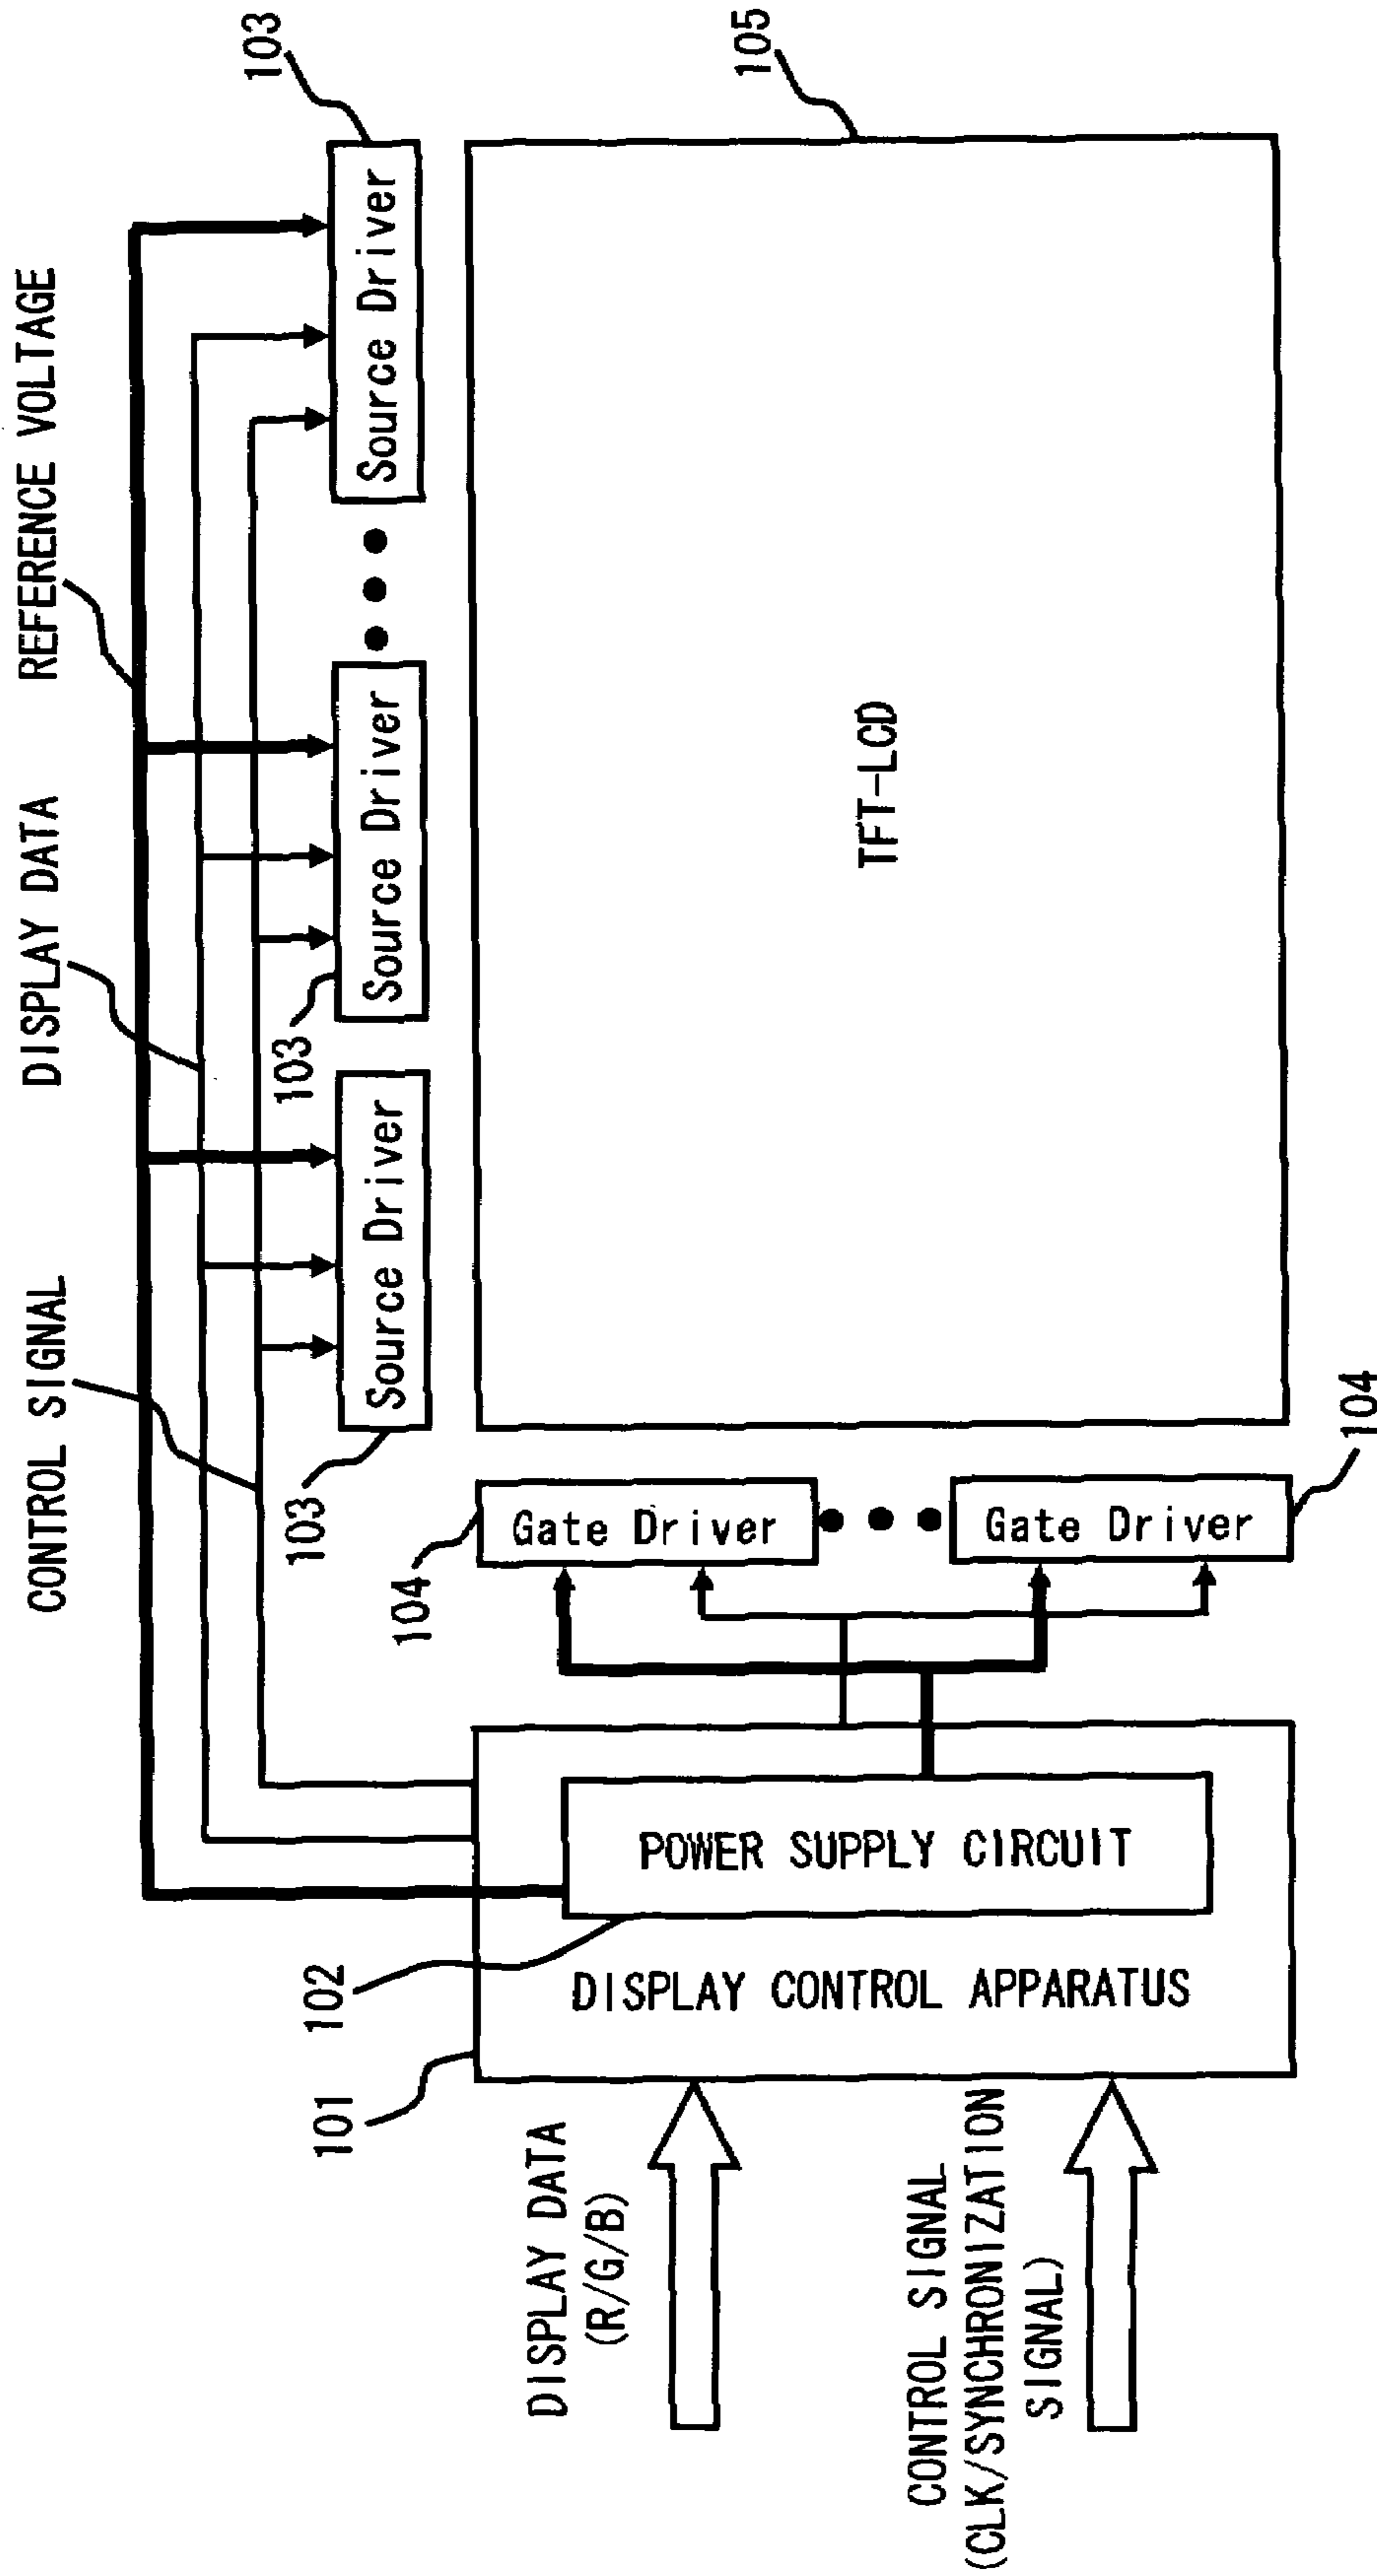 REFERENCE VOLTAGE
DISPLAY DATA
CONTROL SIGNAL
103
Source Driver
103
Source Driver
103
Source Driver
105
TFT-LCD
104
Gate Driver
Gate Driver
104
102
POWER SUPPLY CIRCUIT
101
DISPLAY CONTROL APPARATUS
DISPLAY DATA
(R/G/B)
CONTROL SIGNAL
(CLK/SYNCHRONIZATION
SIGNAL)